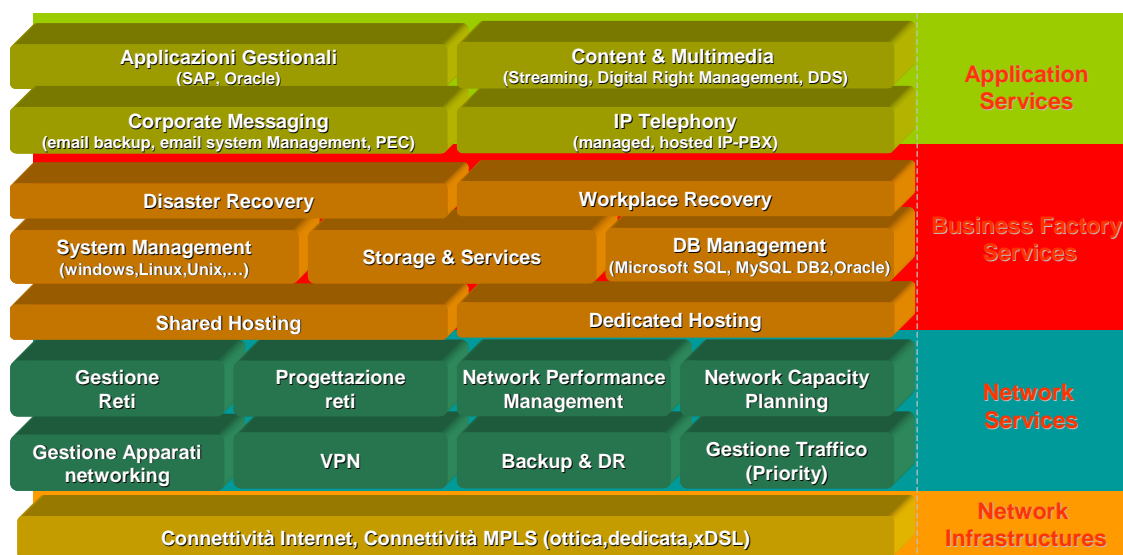 Applicazioni Gestionali
(SAP, Oracle)
Content & Multimedia
(Streaming, Digital Right Management, DDS)
Application
Services
Corporate Messaging
(email backup, email system Management, PEC)
IP Telephony
(managed, hosted IP-PBX)
Disaster Recovery
Workplace Recovery
Business Factory
Services
System Management
(windows,Linux,Unix,...)
Storage & Services
DB Management
(Microsoft SQL, MySQL DB2,Oracle)
Shared Hosting
Dedicated Hosting
Gestione
Reti
Progettazione
reti
Network Performance
Management
Network Capacity
Planning
Network
Services
Gestione Apparati
networking
VPN
Backup & DR
Gestione Traffico
(Priority)
Connettività Internet, Connettività MPLS (ottica,dedicata,xDSL)
Network
Infrastructures